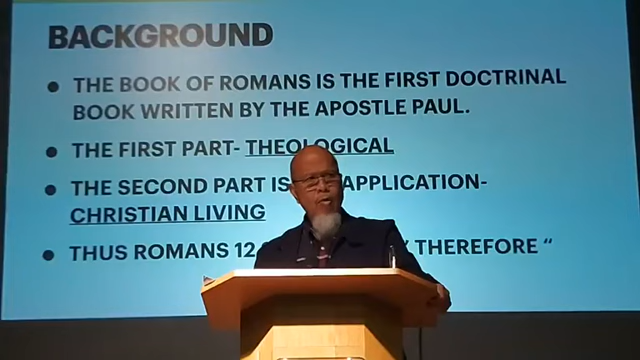 BACKGROUND
• THE BOOK OF ROMANS IS THE FIRST DOCTRINAL
BOOK WRITTEN BY THE APOSTLE PAUL.
• THE FIRST PART- THEOLOGICAL
• THE SECOND PART IS APPLICATION-
CHRISTIAN LIVING
• THUS ROMANS 12 THEREFORE “